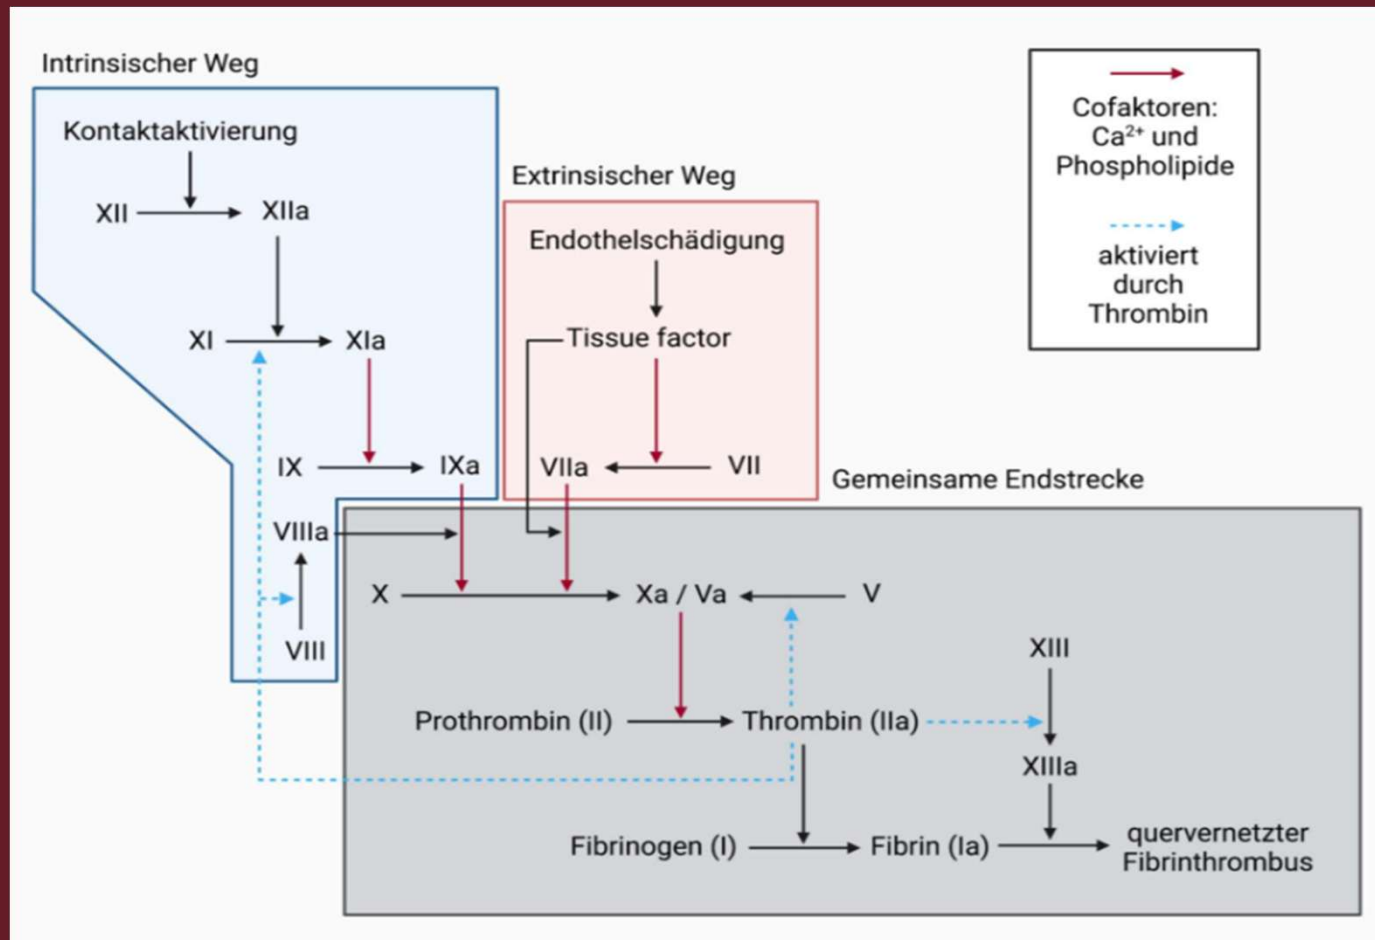 Intrinsischer Weg
Kontaktaktivierung
XII
XIIa
XI
XIa
IX
IXa
VIIIa
VIII
Extrinsischer Weg
Endothelschädigung
Tissue factor
VIIa
VII
Cofaktoren:
Ca²⁺ und
Phospholipide
aktiviert
durch
Thrombin
Gemeinsame Endstrecke
X
Xa / Va
V
XIII
Prothrombin (II)
Thrombin (IIa)
XIIIa
Fibrinogen (I)
Fibrin (Ia)
quervernetzter
Fibrinthrombus